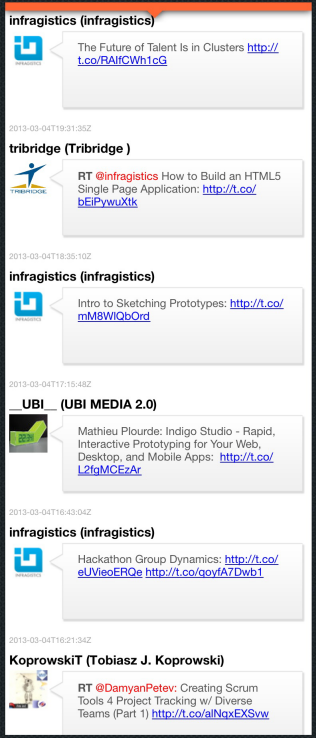 infragistics (infragistics)
The Future of Talent Is in Clusters http://
t.co/RAIfCWh1cG
INFRAGISTICS
2013-03-04T19:31:35Z
tribridge (Tribridge )
RT @infragistics How to Build an HTML5
Single Page Application: http://t.co/
bEiPywuXtk
TRIBRIDGE
2013-03-04T18:35:10Z
infragistics (infragistics)
Intro to Sketching Prototypes: http://t.co/
mM8WlQbOrd
INFRAGISTICS
2013-03-04T17:15:48Z
__UBI__ (UBI MEDIA 2.0)
Mathieu Plourde: Indigo Studio - Rapid,
Interactive Prototyping for Your Web,
Desktop, and Mobile Apps:  http://t.co/
L2fgMCEzAr
2013-03-04T16:43:04Z
infragistics (infragistics)
Hackathon Group Dynamics: http://t.co/
eUVieoERQe http://t.co/qoyfA7Dwb1
INFRAGISTICS
2013-03-04T16:21:34Z
KoprowskiT (Tobiasz J. Koprowski)
RT @DamyanPetev: Creating Scrum
Tools 4 Project Tracking w/ Diverse
Teams (Part 1) http://t.co/alNqxEXSvw